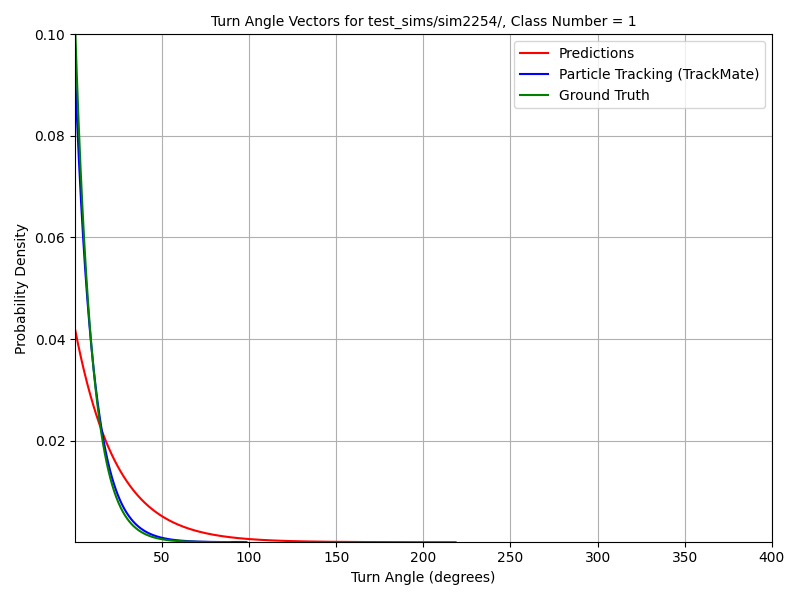 Turn Angle Vectors for test_sims/sim2254/, Class Number = 1
Predictions
Particle Tracking (TrackMate)
Ground Truth
Probability Density
0.10
0.08
0.06
0.04
0.02
50 100 150 200 250 300 350 400
Turn Angle (degrees)